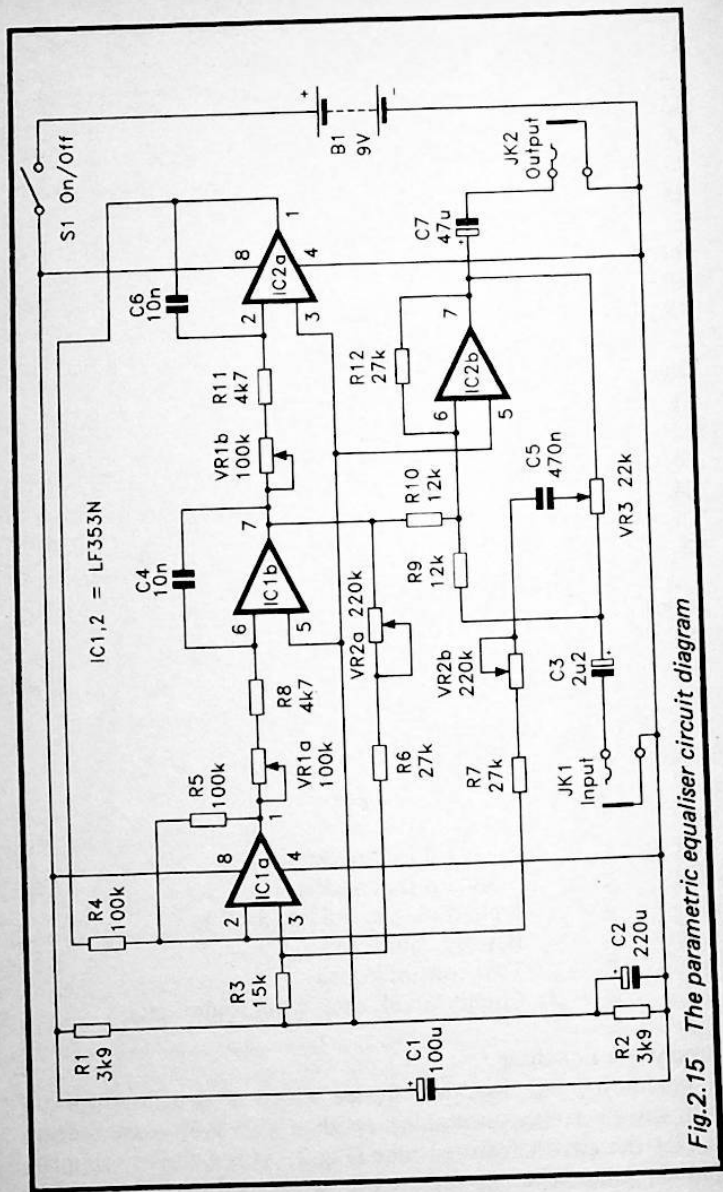 S1 On/Off
IC1,2 = LF353N
R4
100k
R5
100k
C4
10n
C6
10n
+
B1
9V
-
R1
3k9
8
2
IC1a
1
3
4
VR1a
100k
R8
4k7
6
IC1b
7
5
VR1b
100k
R11
4k7
8
2
IC2a
1
3
4
R3
15k
R6
27k
VR2a 220k
R10
12k
R12
27k
C7
47u
+
JK2
Output
6
IC2b
7
5
R9
12k
C1
100u
+
R7
27k
VR2b
220k
C5
470n
C2
220u
+
R2
3k9
JK1
Input
C3
2u2
+
VR3 22k
Fig.2.15 The parametric equaliser circuit diagram